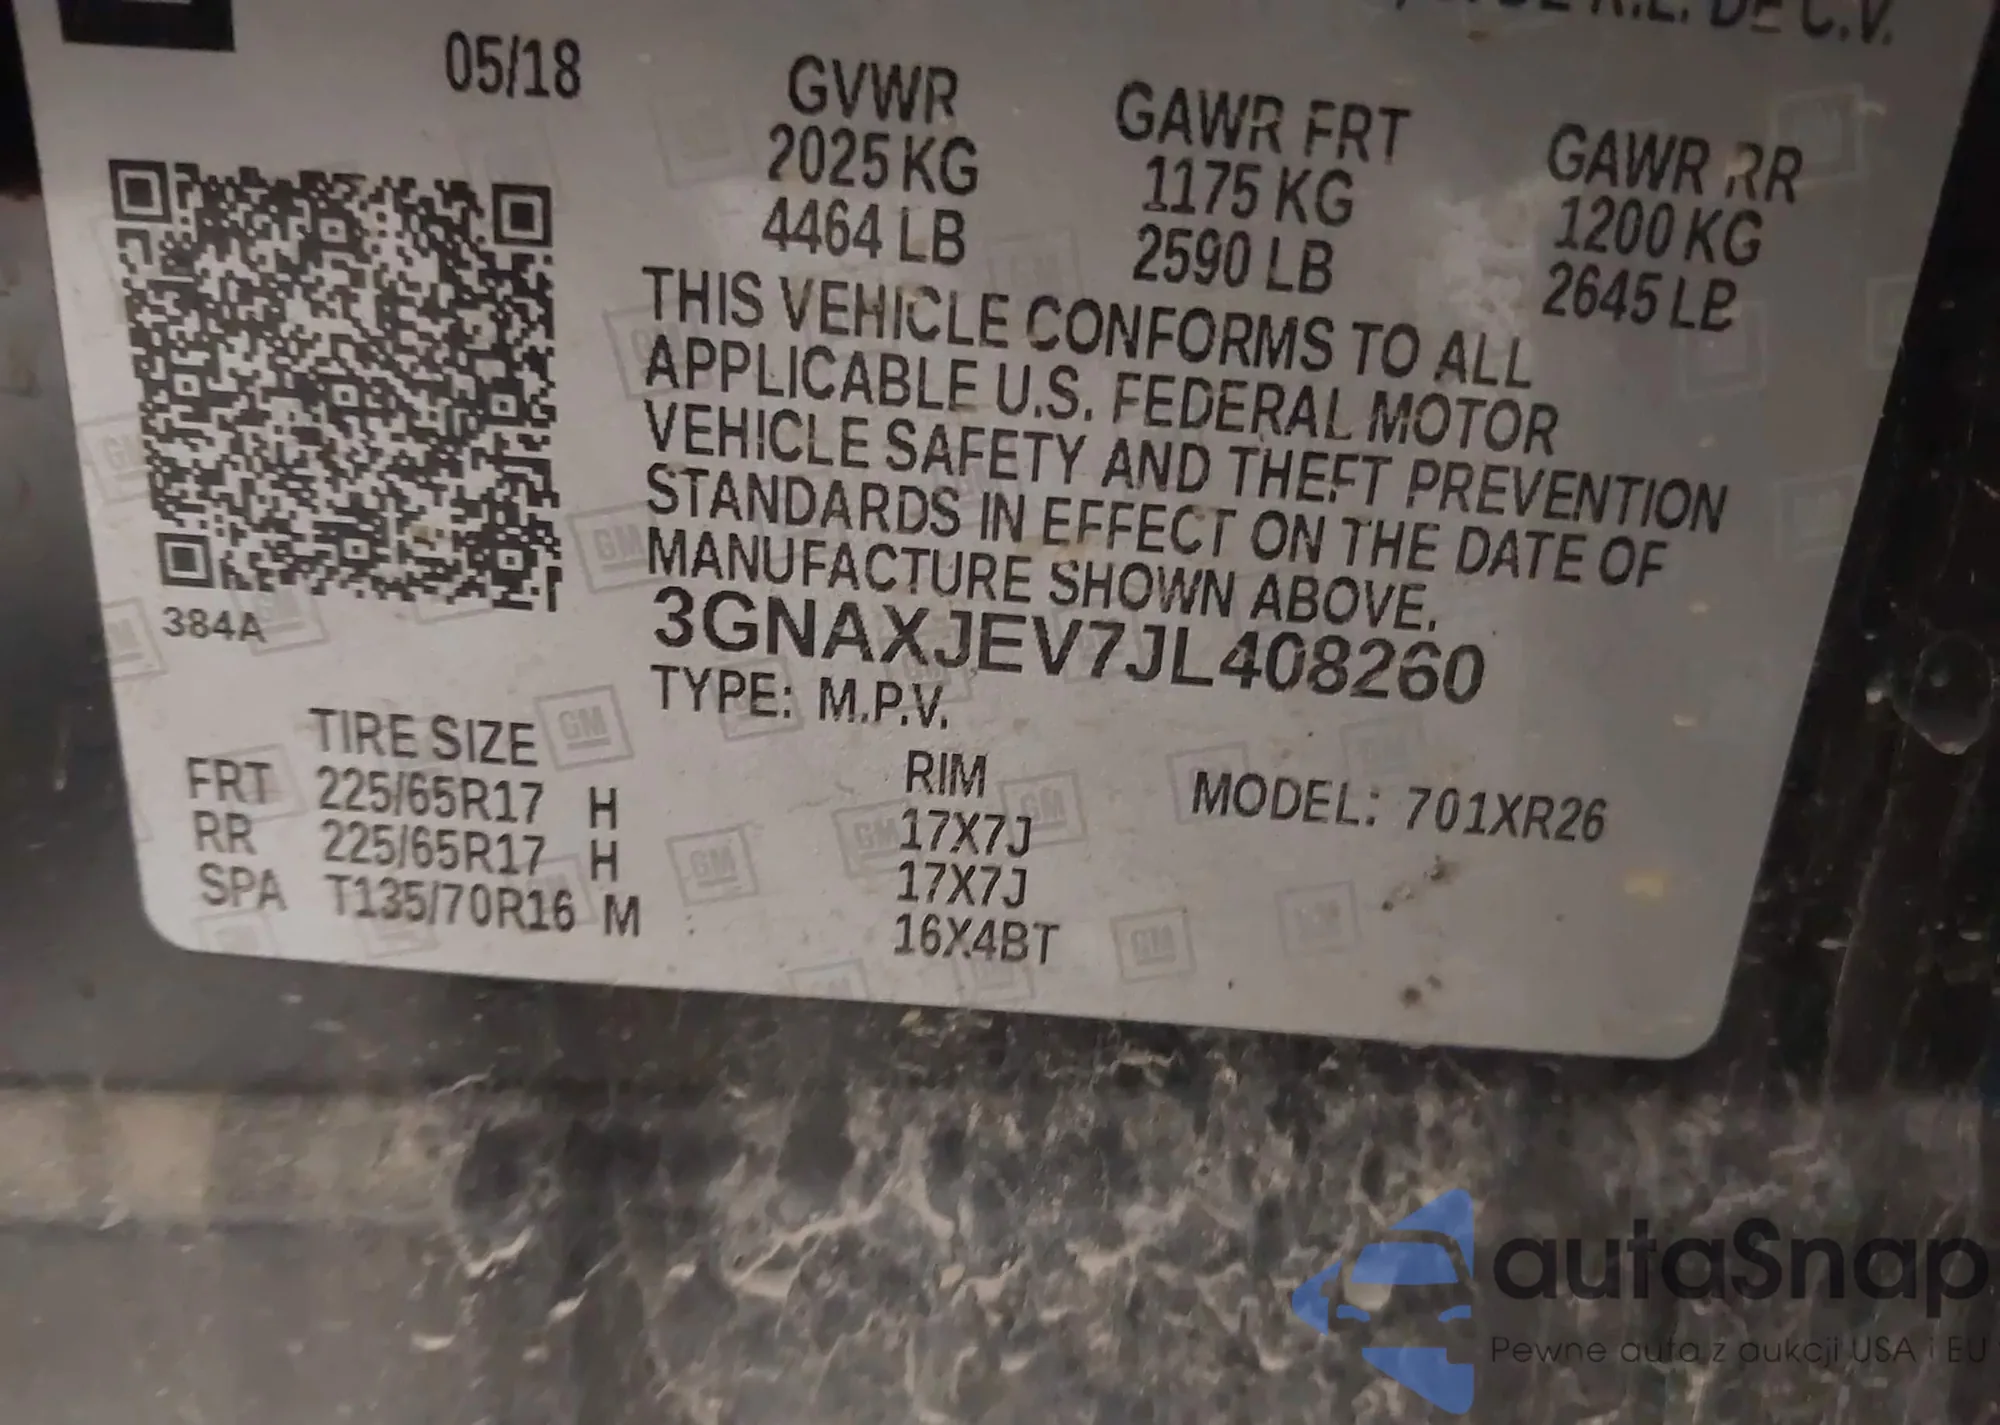 DE C.V.
05/18
GVWR
2025 KG
4464 LB
GAWR FRT
1175 KG
2590 LB
GAWR RR
1200 KG
2645 LB
THIS VEHICLE CONFORMS TO ALL
APPLICABLE U.S. FEDERAL MOTOR
VEHICLE SAFETY AND THEFT PREVENTION
STANDARDS IN EFFECT ON THE DATE OF
MANUFACTURE SHOWN ABOVE.
3GNAXJEV7JL408260
TYPE: M.P.V.
384A
TIRE SIZE
RIM
MODEL: 701XR26
FRT 225/65R17 H 17X7J
RR 225/65R17 H 17X7J
SPA T135/70R16 M 16X4BT
autaSnap
Pewne auta z aukcji USA i EU